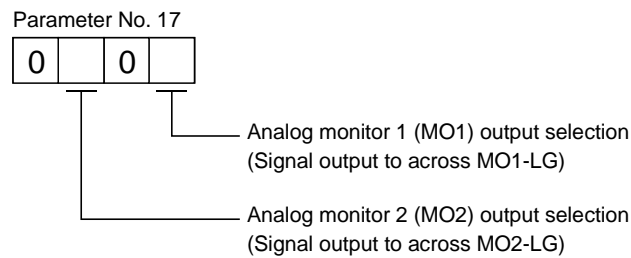 Parameter No. 17
0 0
Analog monitor 1 (MO1) output selection
(Signal output to across MO1-LG)
Analog monitor 2 (MO2) output selection
(Signal output to across MO2-LG)